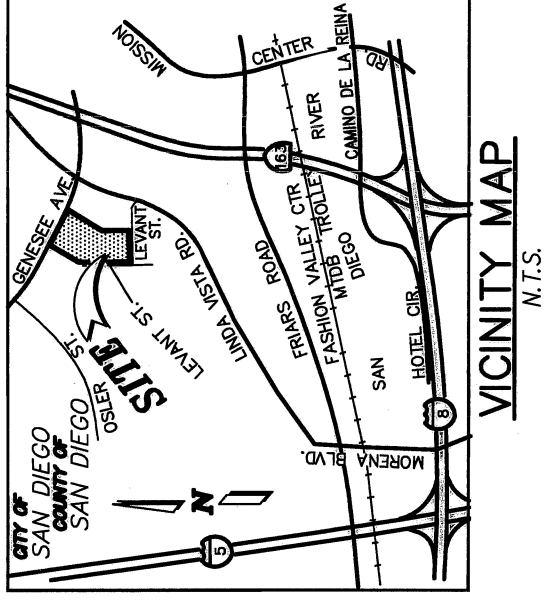 CITY OF
SAN DIEGO
COUNTY OF
SAN DIEGO
N
5
OSLER
ST.
SITE
GENESEE AVE.
LEVANT
ST.
LEVANT ST.
LINDA VISTA RD.
MISSION
CENTER
RD
FRIARS ROAD
FASHION VALLEY CTR
MTDB TROLLEY
SAN
DIEGO
RIVER
CAMINO DE LA REINA
163
HOTEL CIR.
MORENA
BLVD.
8
VICINITY MAP
N.T.S.